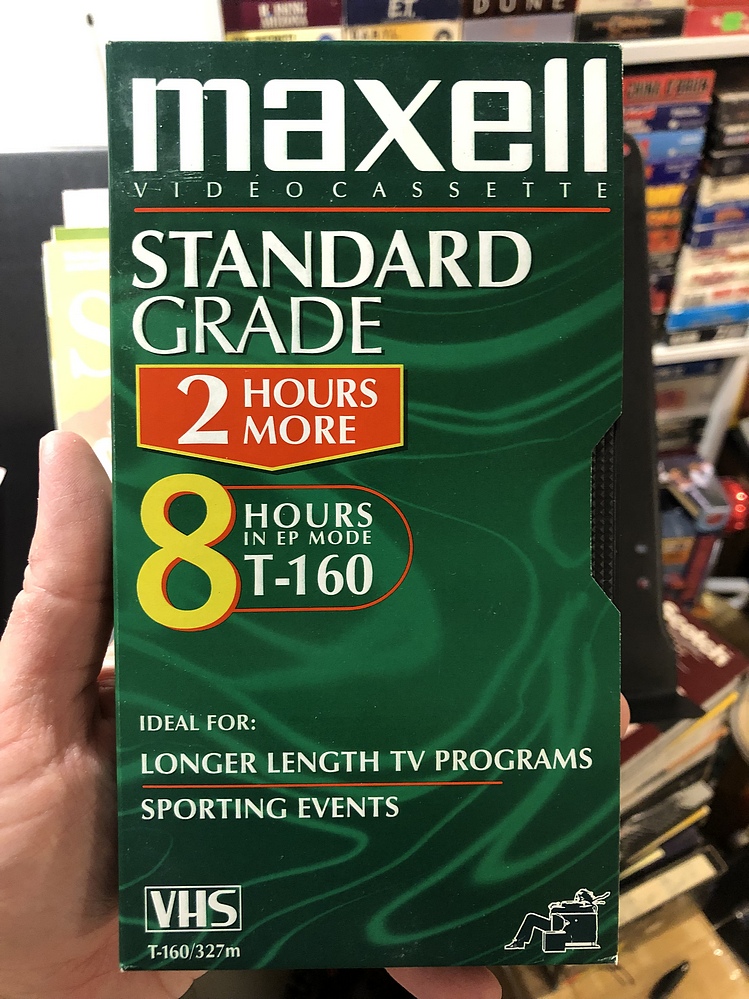 E.T.
DUNE
maxell
VIDEOCASSETTE
STANDARD
GRADE
2 HOURS
MORE
8 HOURS
IN EP MODE
T-160
IDEAL FOR:
LONGER LENGTH TV PROGRAMS
SPORTING EVENTS
VHS
T-160/327m